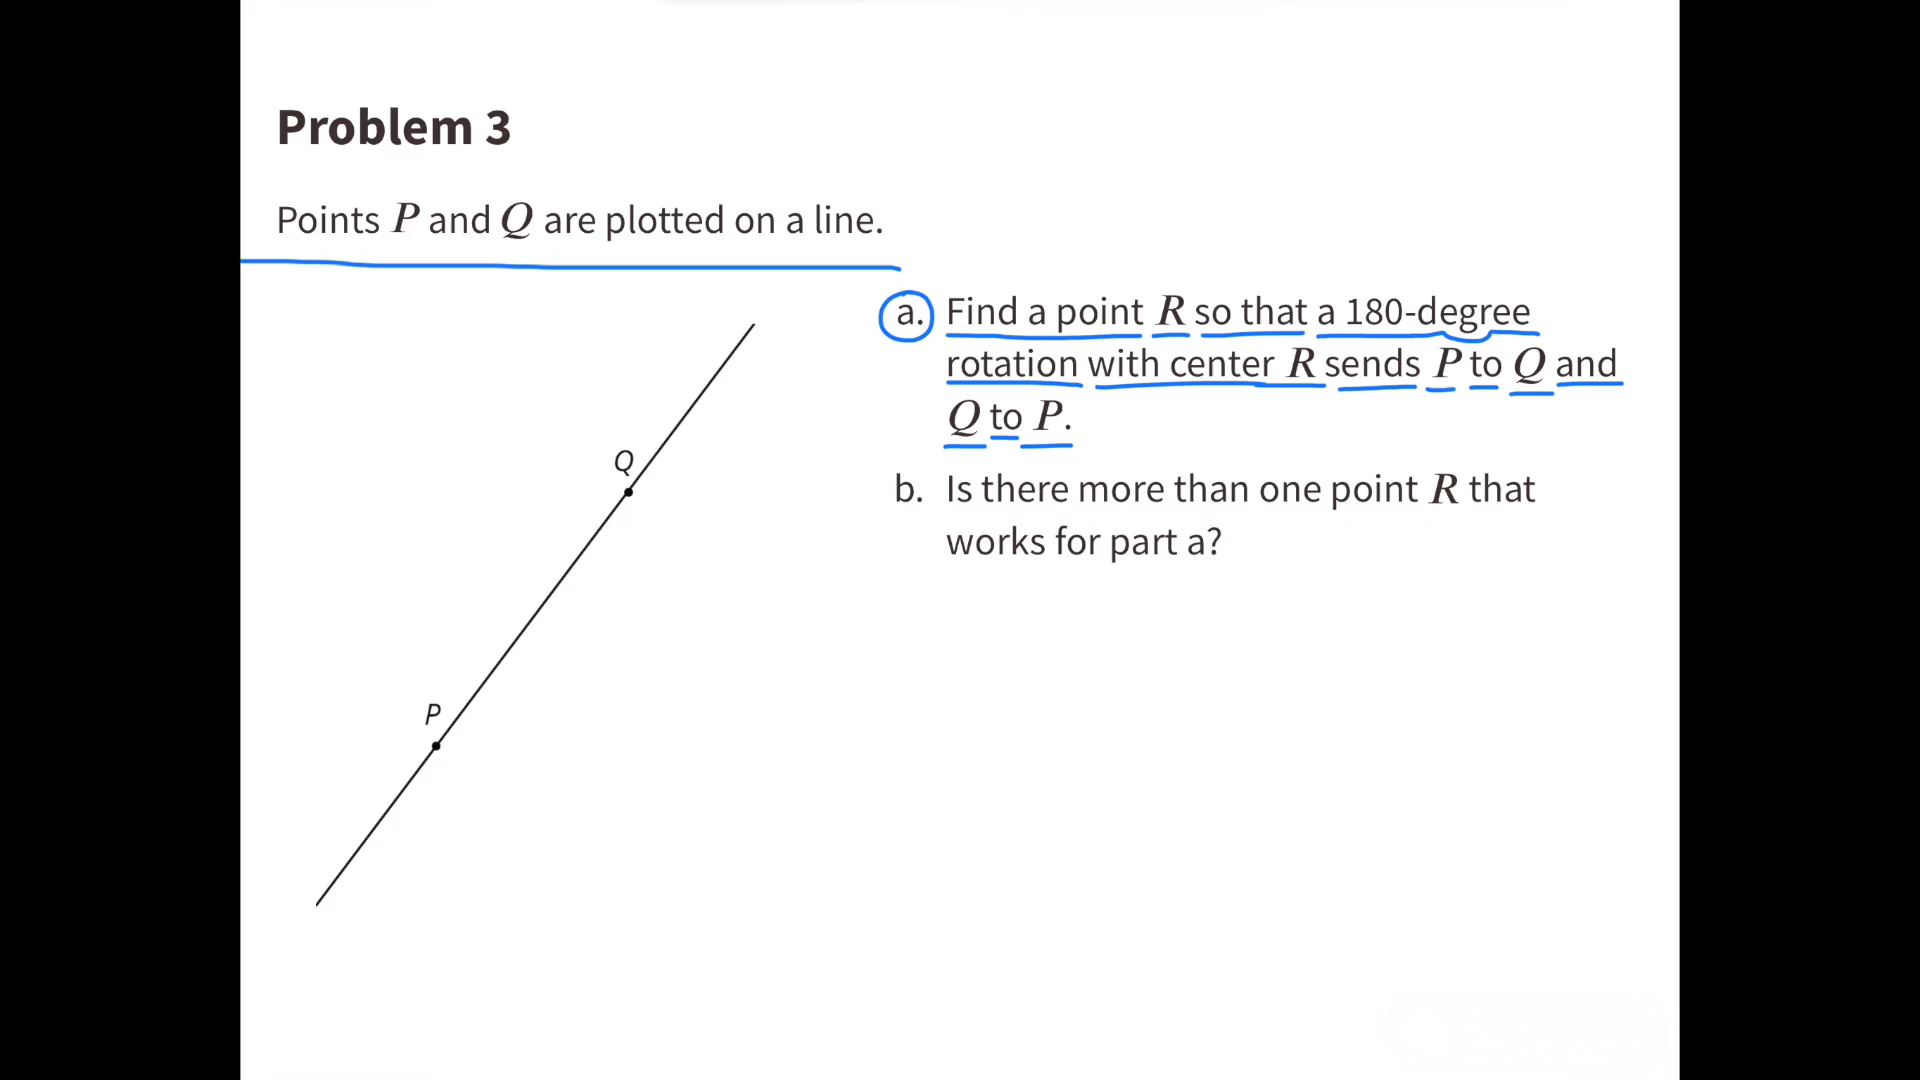 Problem 3
Points P and Q are plotted on a line.
a. Find a point R so that a 180-degree
rotation with center R sends P to Q and
Q to P.
b. Is there more than one point R that
works for part a?
Q
P